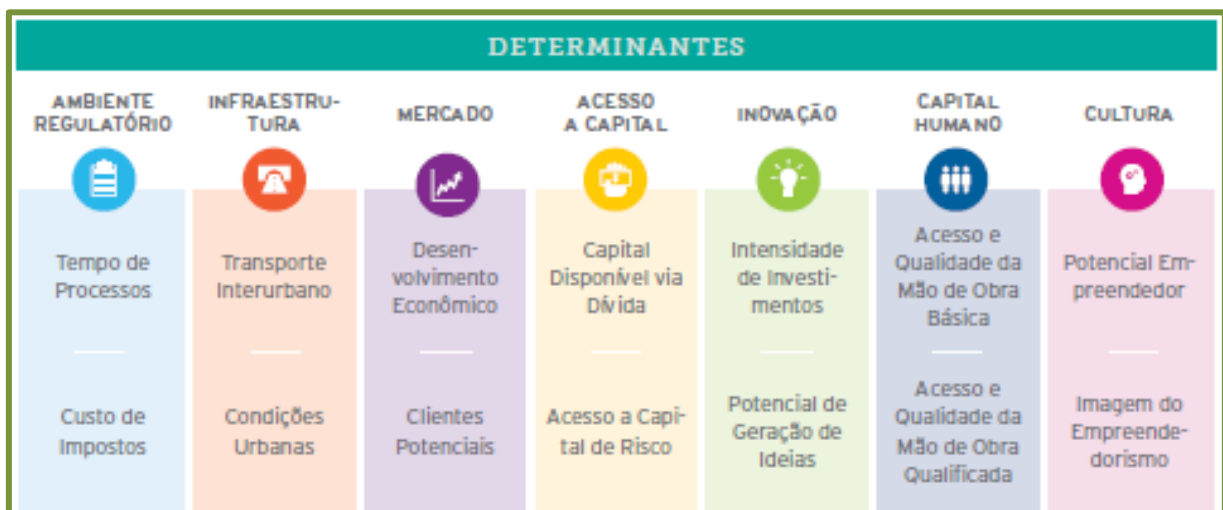 DETERMINANTES
AMBIENTE
REGULATÓRIO
INFRAESTRU-
TURA
MERCADO
ACESSO
A CAPITAL
INOVAÇÃO
CAPITAL
HUMANO
CULTURA
Tempo de
Processos
Transporte
Interurbano
Desen-
volvimento
Econômico
Capital
Disponível via
Dívida
Intensidade
de Investi-
mentos
Acesso e
Qualidade da
Mão de Obra
Básica
Potencial Em-
preendedor
Custo de
Impostos
Condições
Urbanas
Clientes
Potenciais
Acesso a Capi-
tal de Risco
Potencial de
Geração de
Ideias
Acesso e
Qualidade da
Mão de Obra
Qualificada
Imagem do
Empreende-
dorismo